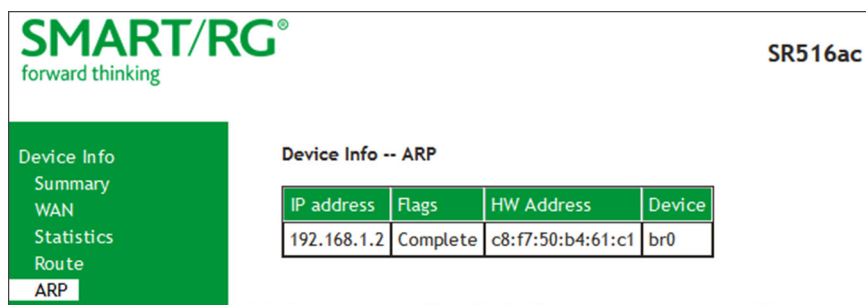 SMART/RG®
forward thinking
SR516ac
Device Info
Summary
WAN
Statistics
Route
ARP
Device Info -- ARP
IP address Flags HW Address Device
192.168.1.2 Complete c8:f7:50:b4:61:c1 br0